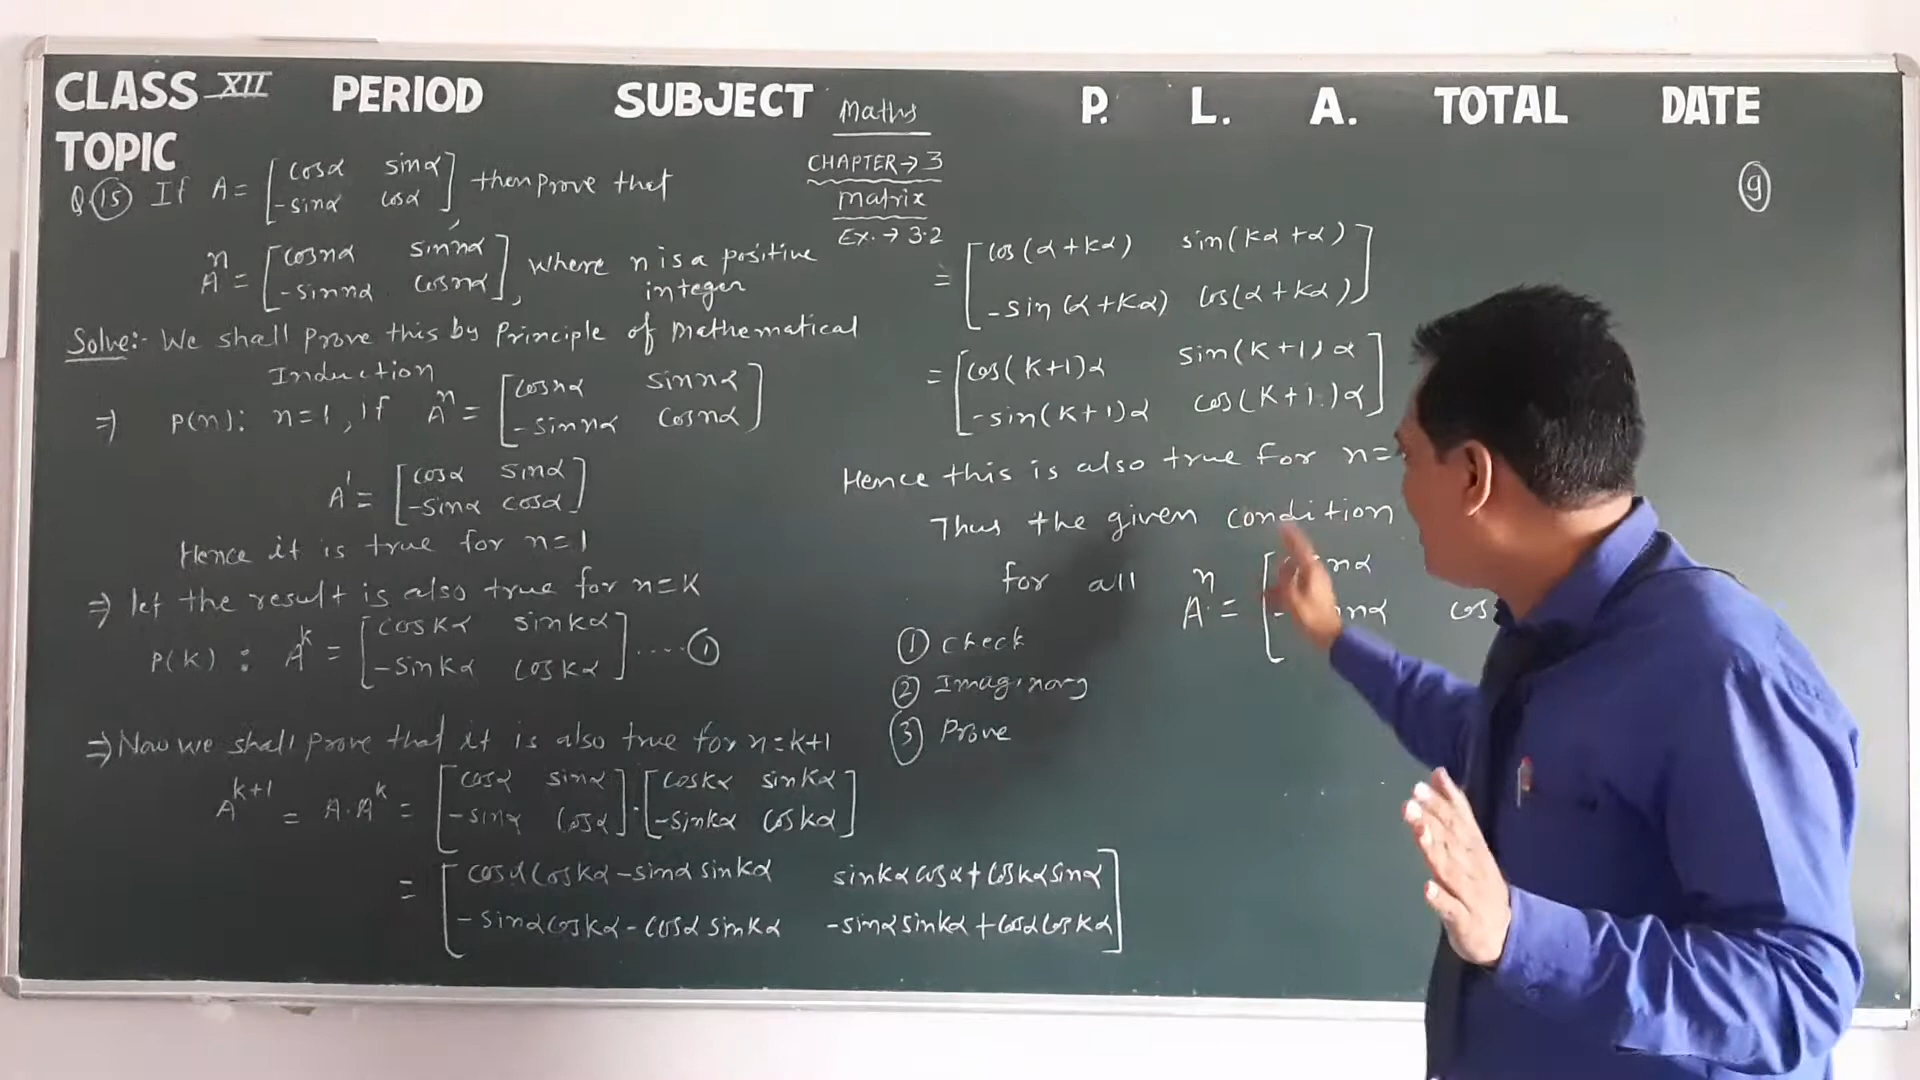 CLASS XII PERIOD SUBJECT Maths P. L. A. TOTAL DATE
TOPIC
CHAPTER→3
Matrix
Ex.→3.2
9
Q 15 If A = [cosα sinα] then prove that
[-sinα cosα]
A^n = [cosnα sinnα], where n is a positive
[-sinnα cosnα] integer
Solve:- We shall prove this by Principle of Mathematical
Induction
⇒ P(n): n=1, if A^n = [cosnα sinnα]
[-sinnα cosnα]
A^1 = [cosα sinα]
[-sinα cosα]
Hence it is true for n=1
⇒ let the result is also true for n=K
P(K) : A^k = [cosKα sinKα] ....①
[-sinKα cosKα]
⇒ Now we shall prove that it is also true for n=k+1
A^k+1 = A.A^k = [cosα sinα] . [cosKα sinKα]
[-sinα cosα] [-sinKα cosKα]
= [cosα cosKα - sinα sinKα sinKα cosα + cosKα sinα]
[-sinα cosKα - cosα sinKα -sinα sinKα + cosα cosKα]
= [cos(α+Kα) sin(Kα+α)]
[-sin(α+Kα) cos(α+Kα)]
= [cos(K+1)α sin(K+1)α]
[-sin(K+1)α cos(K+1)α]
Hence this is also true for n=
Thus the given condition
for all A^n = [ nα
[- nα cos
① Check
② Imaginary
③ Prove